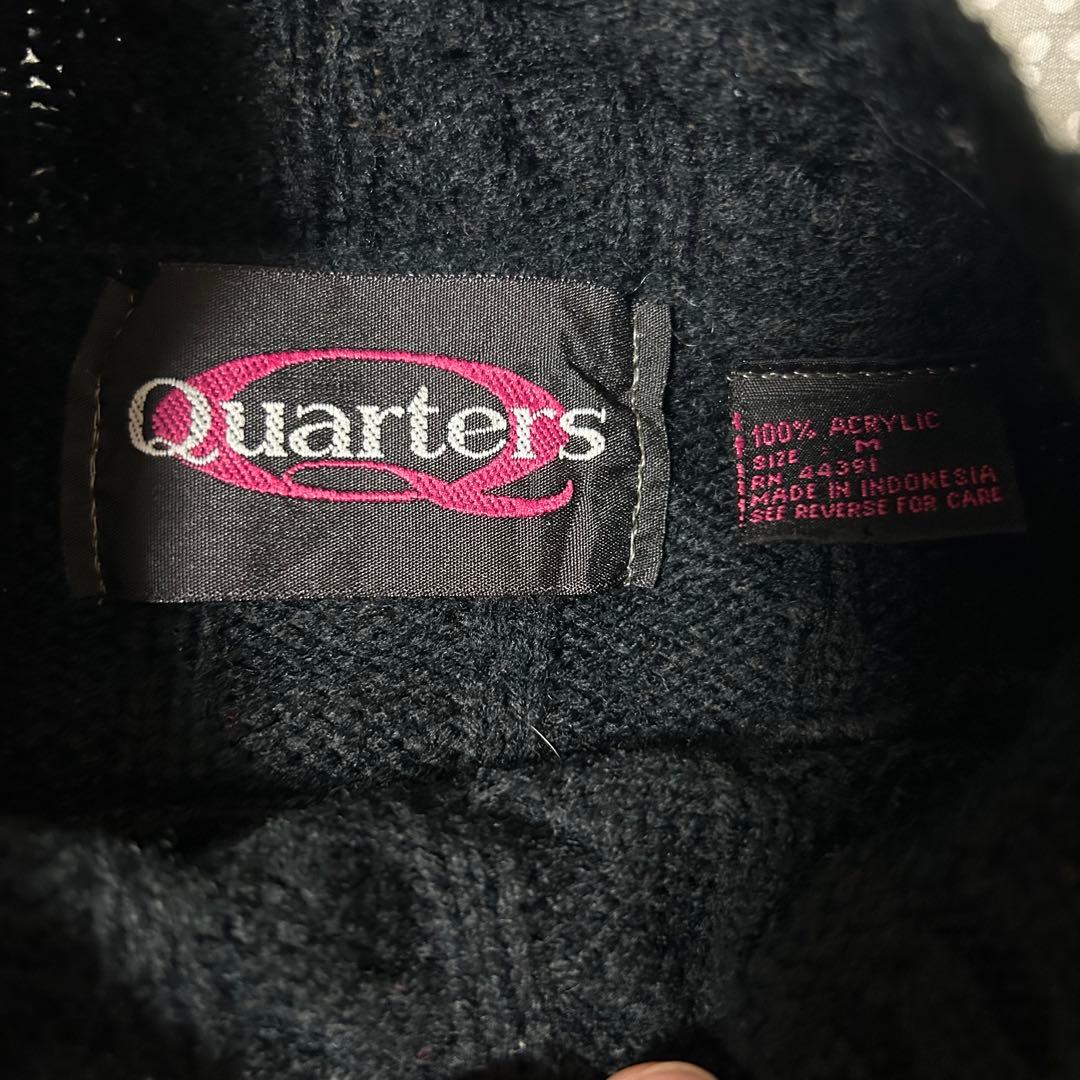 Quarters
100% ACRYLIC
SIZE : M
RN 44391
MADE IN INDONESIA
SEE REVERSE FOR CARE